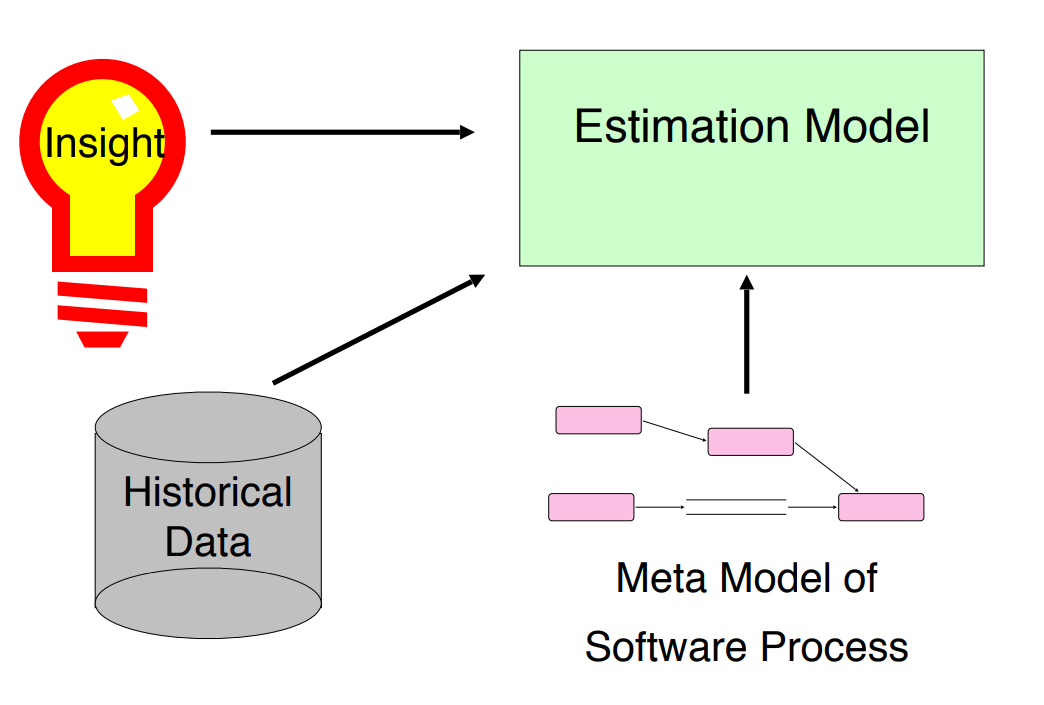 Insight
Estimation Model
Historical
Data
Meta Model of
Software Process